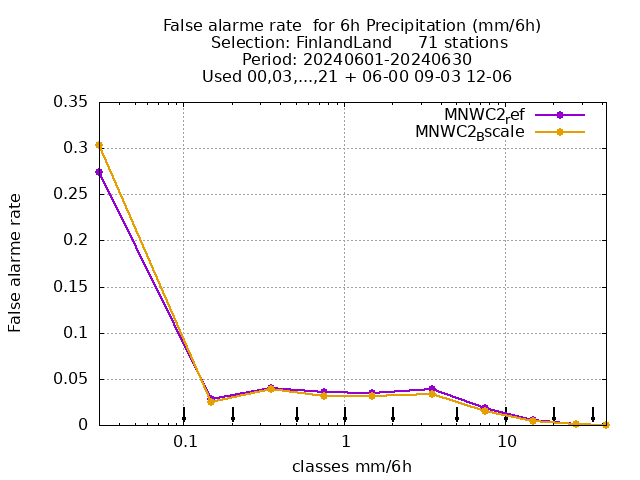 False alarme rate  for 6h Precipitation (mm/6h)
Selection: FinlandLand     71 stations
Period: 20240601-20240630
Used 00,03,...,21 + 06-00 09-03 12-06
MNWC2ref
MNWC2Bscale
0.35
0.3
0.25
0.2
0.15
0.1
0.05
0
False alarme rate
0.1
1
10
classes mm/6h